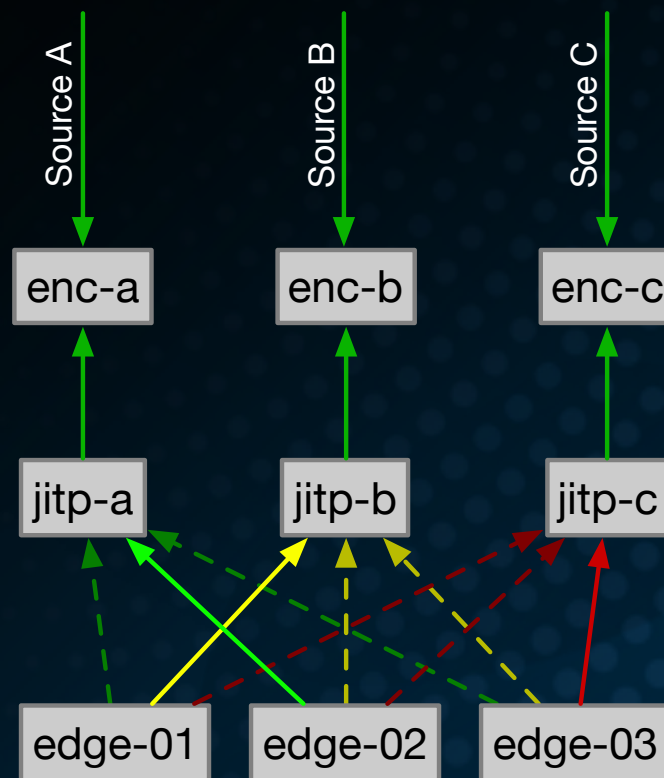 Source A
Source B
Source C
enc-a
enc-b
enc-c
jitp-a
jitp-b
jitp-c
edge-01
edge-02
edge-03